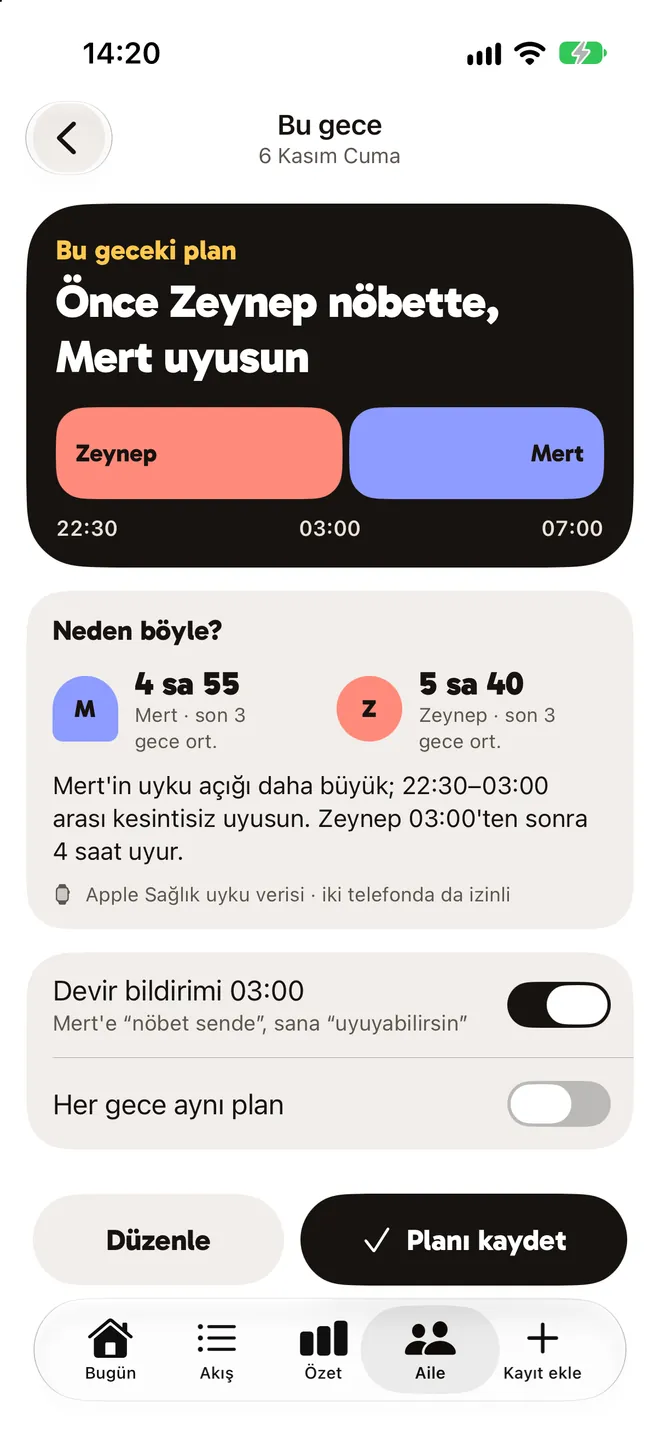 14:20
Bu gece
6 Kasım Cuma
Bu geceki plan
Önce Zeynep nöbette,
Mert uyusun
Zeynep
Mert
22:30
03:00
07:00
Neden böyle?
M
4 sa 55
Mert · son 3
gece ort.
Z
5 sa 40
Zeynep · son 3
gece ort.
Mert'in uyku açığı daha büyük; 22:30–03:00
arası kesintisiz uyusun. Zeynep 03:00'ten sonra
4 saat uyur.
Apple Sağlık uyku verisi · iki telefonda da izinli
Devir bildirimi 03:00
Mert'e “nöbet sende”, sana “uyuyabilirsin”
Her gece aynı plan
Düzenle
Planı kaydet
Bugün
Akış
Özet
Aile
Kayıt ekle